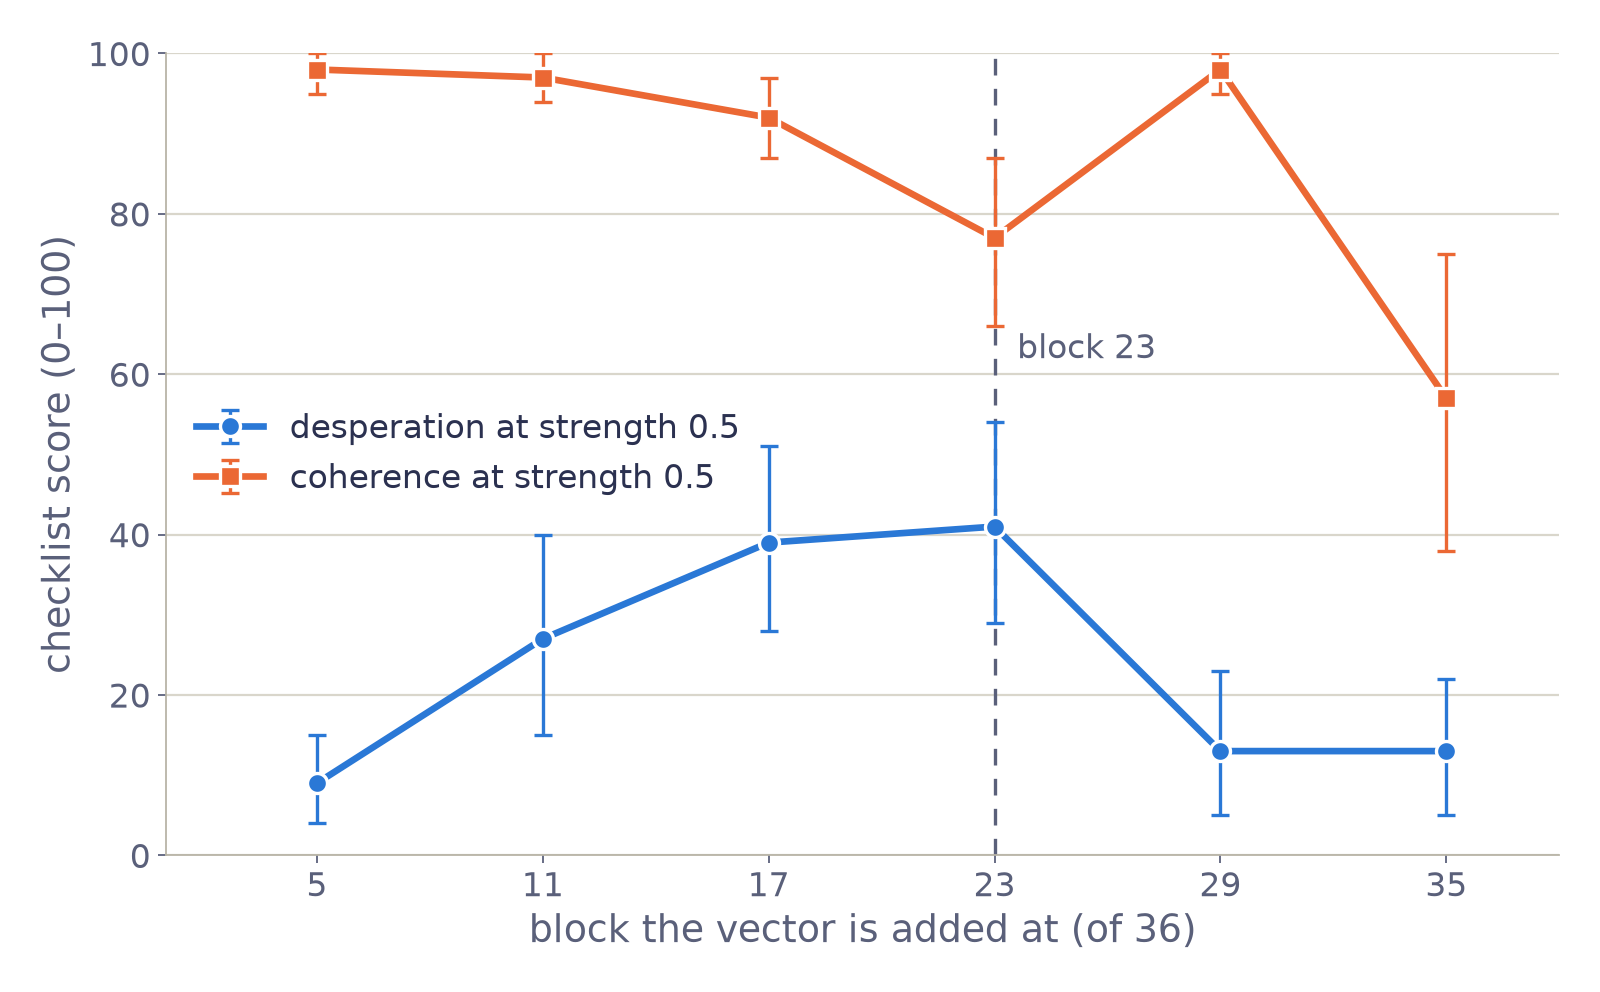 checklist score (0–100)
100
80
60
40
20
0
block 23
desperation at strength 0.5
coherence at strength 0.5
5 11 17 23 29 35
block the vector is added at (of 36)